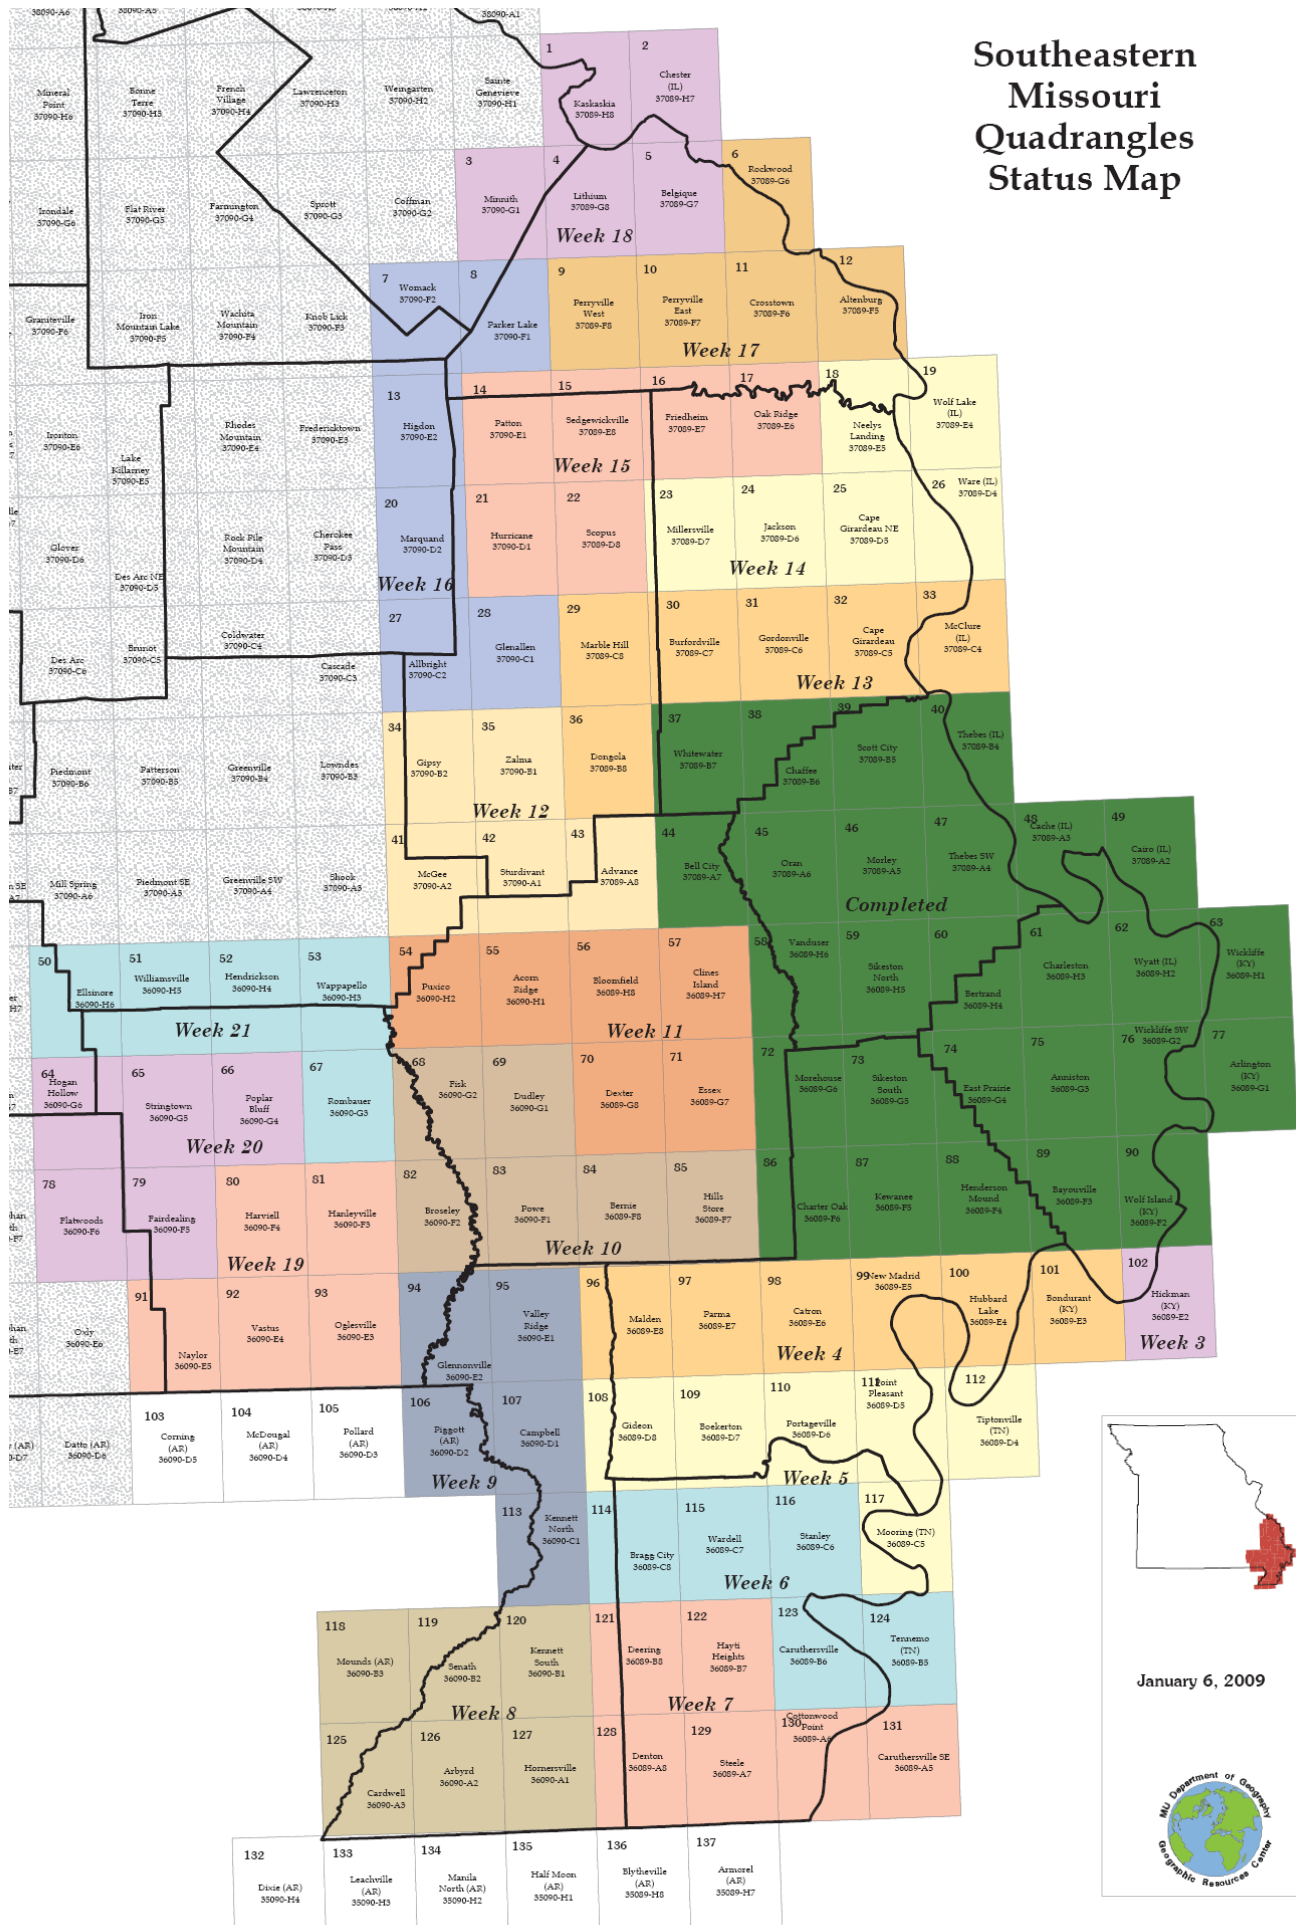 Southeastern
Missouri
Quadrangles
Status Map
38090-A6
38090-A5
38090-A1
Mineral
Point
37090-H6
Bonne
Terre
37090-H5
French
Village
37090-H4
Lawrenceton
37090-H3
Weingarten
37090-H2
Sainte
Genevieve
37090-H1
1
Kaskaskia
37089-H8
2
Chester
(IL)
37089-H7
Irondale
37090-G6
Flat River
37090-G5
Farmington
37090-G4
Sprott
37090-G3
Coffman
37090-G2
3
Minnith
37090-G1
4
Lithium
37089-G8
5
Belgique
37089-G7
6
Rockwood
37089-G6
Week 18
Graniteville
37090-F6
Iron
Mountain Lake
37090-F5
Wachita
Mountain
37090-F4
Knob Lick
37090-F3
7
Womack
37090-F2
8
Parker Lake
37090-F1
9
Perryville
West
37089-F8
10
Perryville
East
37089-F7
11
Crosstown
37089-F6
12
Altenburg
37089-F5
Week 17
Ironton
37090-E6
Lake
Killarney
37090-E5
Rhodes
Mountain
37090-E4
Fredericktown
37090-E3
13
Higdon
37090-E2
14
Patton
37090-E1
15
Sedgewickville
37089-E8
16
Friedheim
37089-E7
17
Oak Ridge
37089-E6
18
Neelys
Landing
37089-E5
19
Wolf Lake
(IL)
37089-E4
Week 15
Glover
37090-D6
Des Arc NE
37090-D5
Rock Pile
Mountain
37090-D4
Cherokee
Pass
37090-D3
20
Marquand
37090-D2
21
Hurricane
37090-D1
22
Scopus
37089-D8
23
Millersville
37089-D7
24
Jackson
37089-D6
25
Cape
Girardeau NE
37089-D5
26
Ware (IL)
37089-D4
Week 16
Week 14
Des Arc
37090-C6
Brunot
37090-C5
Coldwater
37090-C4
Cascade
37090-C3
27
Allbright
37090-C2
28
Glenallen
37090-C1
29
Marble Hill
37089-C8
30
Burfordville
37089-C7
31
Gordonville
37089-C6
32
Cape
Girardeau
37089-C5
33
McClure
(IL)
37089-C4
Week 13
Piedmont
37090-B6
Patterson
37090-B5
Greenville
37090-B4
Lowndes
37090-B3
34
Gipsy
37090-B2
35
Zalma
37090-B1
36
Dongola
37089-B8
37
Whitewater
37089-B7
38
Chaffee
37089-B6
39
Scott City
37089-B5
40
Thebes (IL)
37089-B4
Week 12
Mill Spring
37090-A6
Piedmont SE
37090-A5
Greenville SW
37090-A4
Shook
37090-A3
41
McGee
37090-A2
42
Sturdivant
37090-A1
43
Advance
37089-A8
44
Bell City
37089-A7
45
Oran
37089-A6
46
Morley
37089-A5
47
Thebes SW
37089-A4
48
Cache (IL)
37089-A3
49
Cairo (IL)
37089-A2
Completed
50
Ellsinore
36090-H6
51
Williamsville
36090-H5
52
Hendrickson
36090-H4
53
Wappapello
36090-H3
54
Puxico
36090-H2
55
Acorn
Ridge
36090-H1
56
Bloomfield
36089-H8
57
Clines
Island
36089-H7
58
Vanduser
36089-H6
59
Sikeston
North
36089-H5
60
Bertrand
36089-H4
61
Charleston
36089-H3
62
Wyatt (IL)
36089-H2
63
Wickliffe
(KY)
36089-H1
Week 21
Week 11
64
Hogan
Hollow
36090-G6
65
Stringtown
36090-G5
66
Poplar
Bluff
36090-G4
67
Rombauer
36090-G3
68
Fisk
36090-G2
69
Dudley
36090-G1
70
Dexter
36089-G8
71
Essex
36089-G7
72
Morehouse
36089-G6
73
Sikeston
South
36089-G5
74
East Prairie
36089-G4
75
Anniston
36089-G3
76
Wickliffe SW
36089-G2
77
Arlington
(KY)
36089-G1
Week 20
78
Flatwoods
36090-F6
79
Fairdealing
36090-F5
80
Harviell
36090-F4
81
Hanleyville
36090-F3
82
Broseley
36090-F2
83
Powe
36090-F1
84
Bernie
36089-F8
85
Hills
Store
36089-F7
86
Charter Oak
36089-F6
87
Kewanee
36089-F5
88
Henderson
Mound
36089-F4
89
Bayouville
36089-F3
90
Wolf Island
(KY)
36089-F2
Week 19
Week 10
Oxly
36090-E6
91
Naylor
36090-E5
92
Vastus
36090-E4
93
Oglesville
36090-E3
94
Glennonville
36090-E2
95
Valley
Ridge
36090-E1
96
Malden
36089-E8
97
Parma
36089-E7
98
Catron
36089-E6
99
New Madrid
36089-E5
100
Hubbard
Lake
36089-E4
101
Bondurant
(KY)
36089-E3
102
Hickman
(KY)
36089-E2
Week 4
Week 3
Datto (AR)
36090-D6
103
Corning
(AR)
36090-D5
104
McDougal
(AR)
36090-D4
105
Pollard
(AR)
36090-D3
106
Piggott
(AR)
36090-D2
107
Campbell
36090-D1
108
Gideon
36089-D8
109
Boekerton
36089-D7
110
Portageville
36089-D6
111
Point
Pleasant
36089-D5
112
Tiptonville
(TN)
36089-D4
Week 9
Week 5
113
Kennett
North
36090-C1
114
Bragg City
36089-C8
115
Wardell
36089-C7
116
Stanley
36089-C6
117
Mooring (TN)
36089-C5
Week 6
118
Mounds (AR)
36090-B3
119
Senath
36090-B2
120
Kennett
South
36090-B1
121
Deering
36089-B8
122
Hayti
Heights
36089-B7
123
Caruthersville
36089-B6
124
Tennemo
(TN)
36089-B5
Week 8
Week 7
125
Cardwell
36090-A3
126
Arbyrd
36090-A2
127
Hornersville
36090-A1
128
Denton
36089-A8
129
Steele
36089-A7
130
Cottonwood
Point
36089-A6
131
Caruthersville SE
36089-A5
132
Dixie (AR)
35090-H4
133
Leachville
(AR)
35090-H3
134
Manila
North (AR)
35090-H2
135
Half Moon
(AR)
35090-H1
136
Blytheville
(AR)
35089-H8
137
Armorel
(AR)
35089-H7
January 6, 2009
MU Department of Geography
Geographic Resources Center